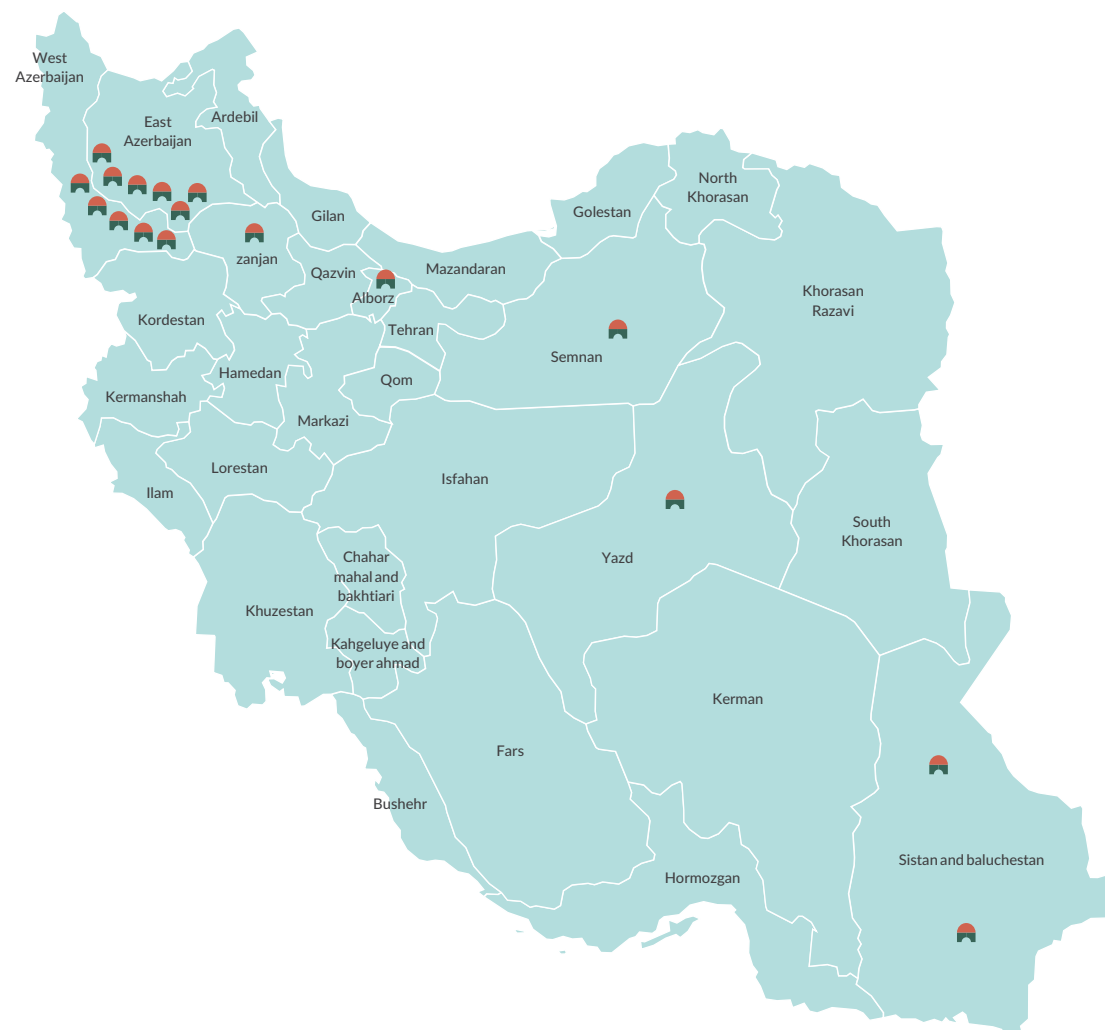 West
Azerbaijan
East
Azerbaijan
Ardebil
North
Khorasan
Golestan
Gilan
zanjan
Qazvin
Mazandaran
Alborz
Khorasan
Razavi
Kordestan
Tehran
Semnan
Hamedan
Qom
Kermanshah
Markazi
Lorestan
Isfahan
Ilam
South
Khorasan
Chahar
mahal and
bakhtiari
Yazd
Khuzestan
Kahgeluye and
boyer ahmad
Kerman
Fars
Bushehr
Sistan and baluchestan
Hormozgan